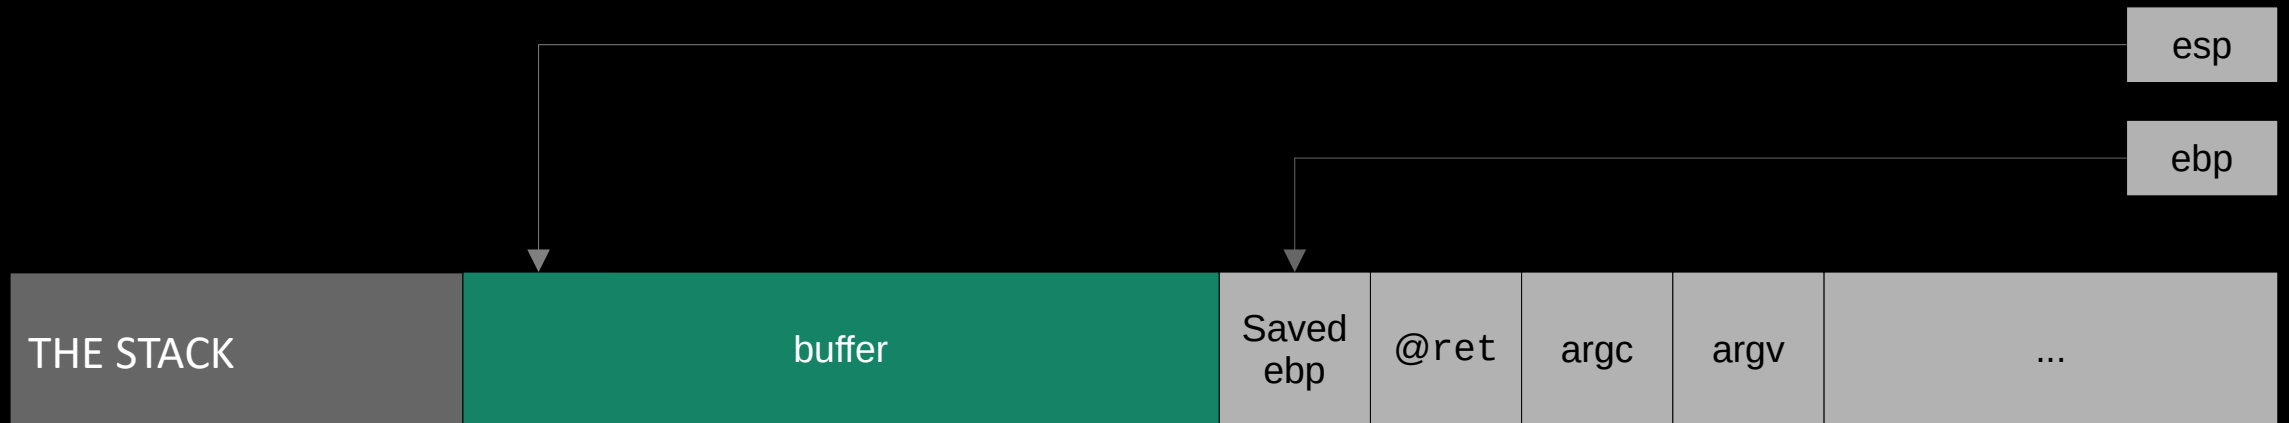 esp
ebp
THE STACK
buffer
Saved
ebp
@ret
argc
argv
...